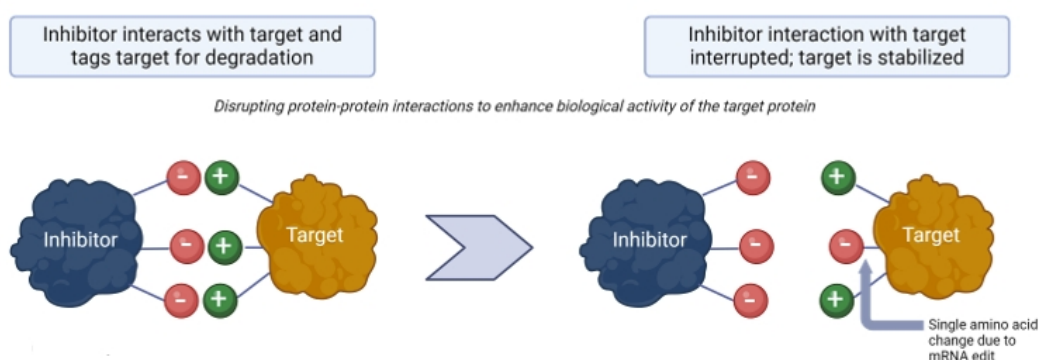 Inhibitor interacts with target and
tags target for degradation
Inhibitor interaction with target
interrupted; target is stabilized
Disrupting protein-protein interactions to enhance biological activity of the target protein
- +
- +
- +
Inhibitor
Target
- +
- -
- +
Inhibitor
Target
Single amino acid
change due to
mRNA edit